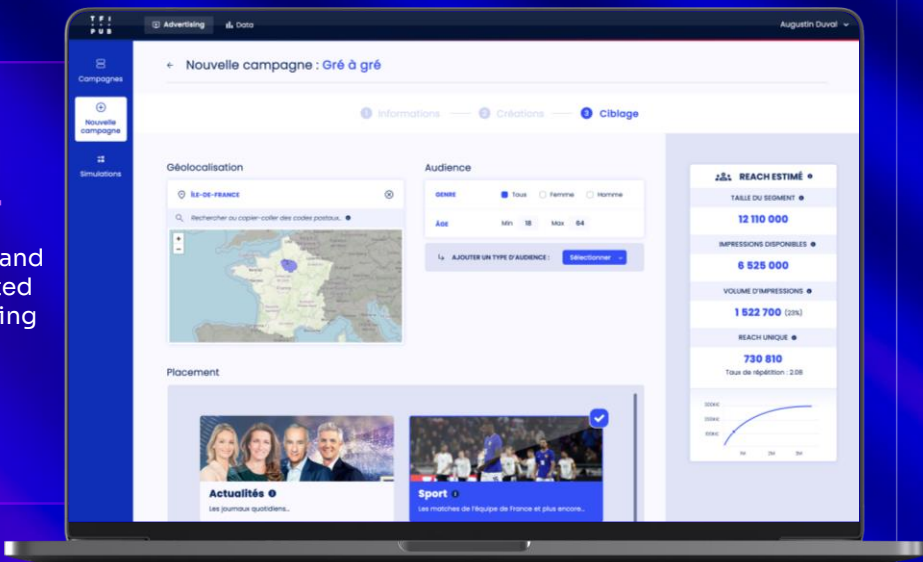 TF1
PUB
Advertising
Data
Augustin Duval
Campagnes
Nouvelle campagne
Simulations
← Nouvelle campagne : Gré à gré
1 Informations
2 Créations
3 Ciblage
and
ted
ing
Géolocalisation
ÎLE-DE-FRANCE
Rechercher ou copier-coller des codes postaux.
+
-
Audience
GENRE
Tous
Femme
Homme
ÂGE
Min 18
Max 64
AJOUTER UN TYPE D'AUDIENCE :
Sélectionner
REACH ESTIMÉ
TAILLE DU SEGMENT
12 110 000
IMPRESSIONS DISPONIBLES
6 525 000
VOLUME D'IMPRESSIONS
1 522 700 (23%)
REACH UNIQUE
730 810
Taux de répétition : 2.08
Placement
Actualités
Les journaux quotidiens...
Sport
Les matches de l'équipe de France et plus encore...